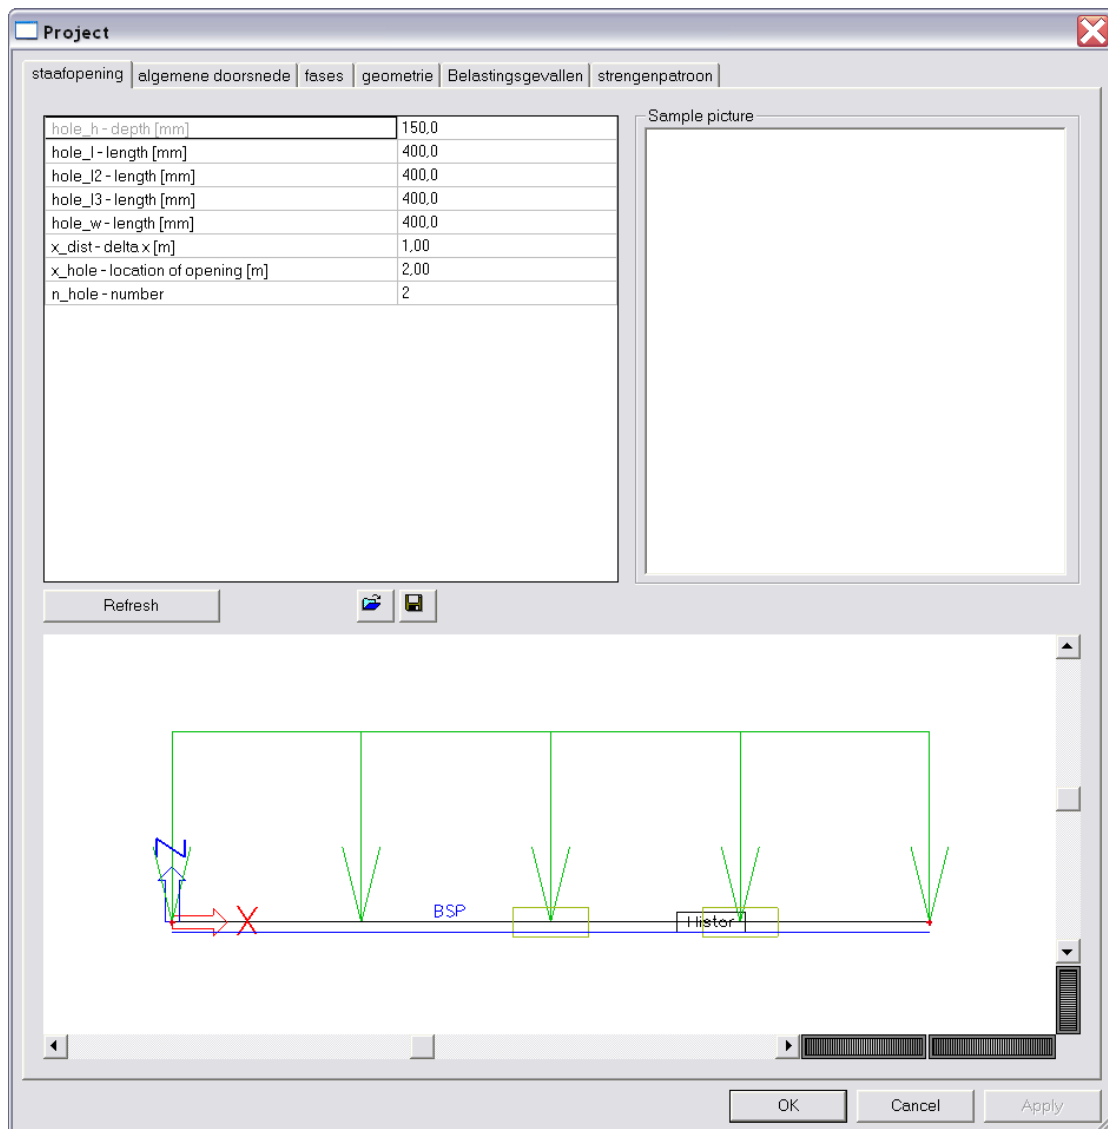 Project
staafopening algemene doorsnede fases geometrie Belastingsgevallen strengenpatroon
hole_h - depth [mm] 150,0
hole_l - length [mm] 400,0
hole_l2 - length [mm] 400,0
hole_l3 - length [mm] 400,0
hole_w - length [mm] 400,0
x_dist - delta x [m] 1,00
x_hole - location of opening [m] 2,00
n_hole - number 2
Sample picture
Refresh
Z
X
BSP
Histor
OK Cancel Apply